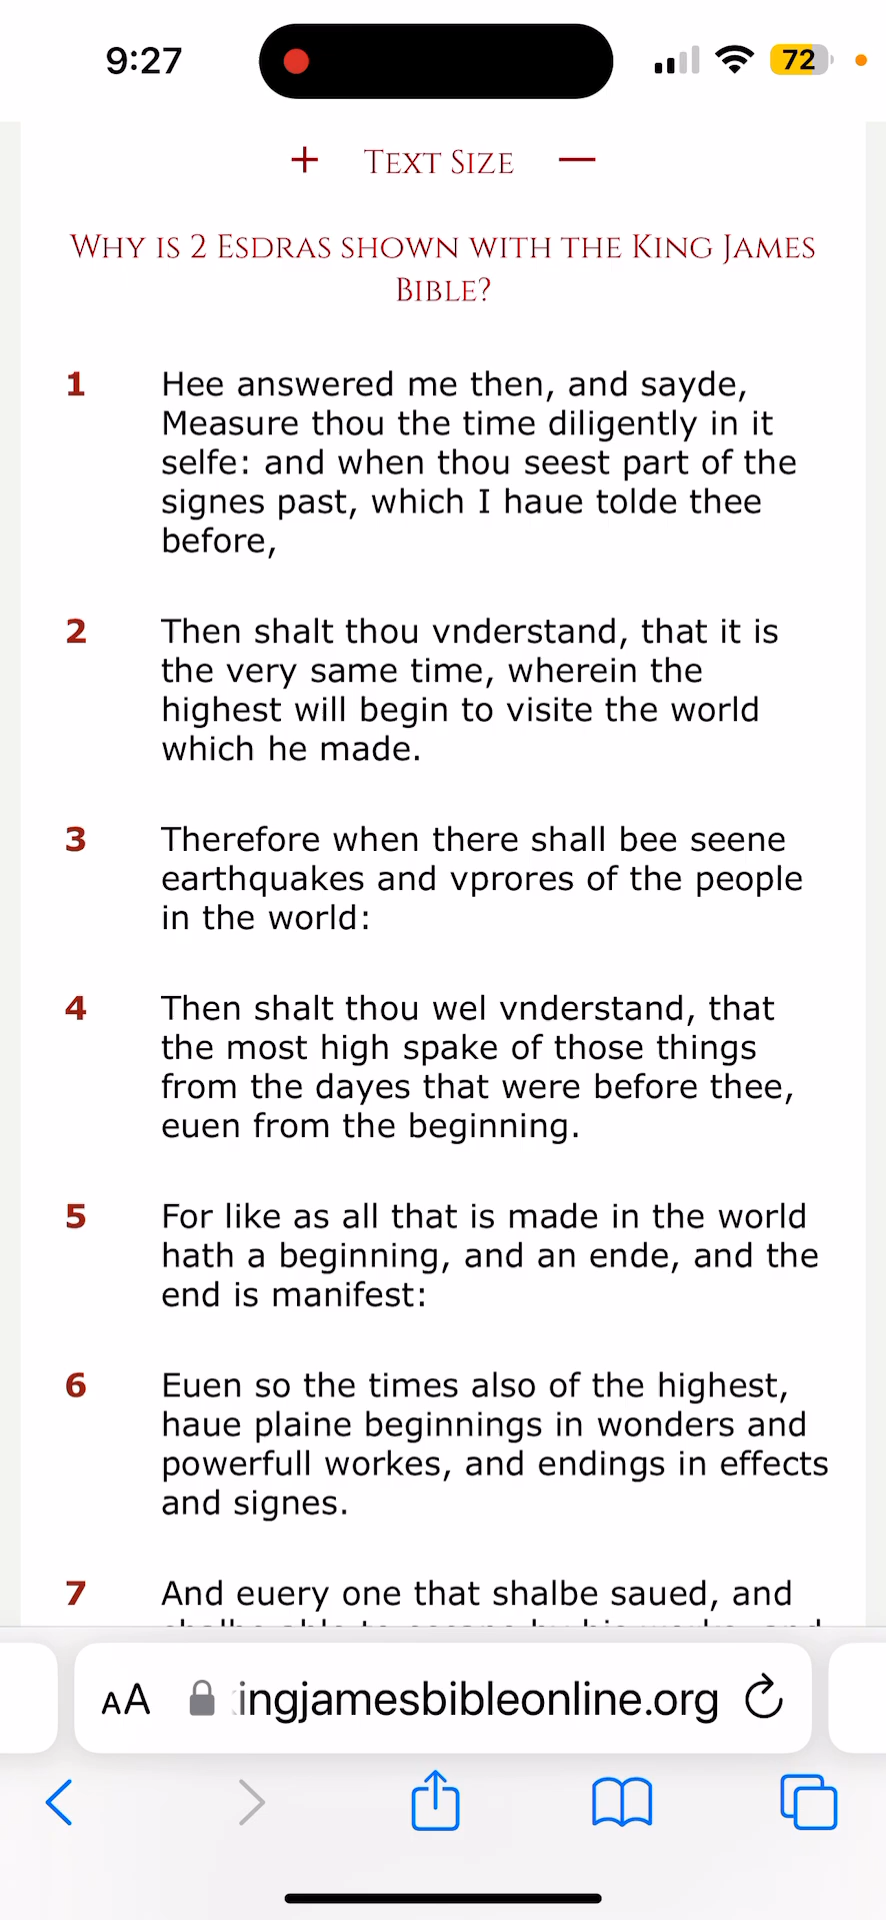 9:27
72
+ Text Size —
Why is 2 Esdras shown with the King James
Bible?
1 Hee answered me then, and sayde,
Measure thou the time diligently in it
selfe: and when thou seest part of the
signes past, which I haue tolde thee
before,
2 Then shalt thou vnderstand, that it is
the very same time, wherein the
highest will begin to visite the world
which he made.
3 Therefore when there shall bee seene
earthquakes and vprores of the people
in the world:
4 Then shalt thou wel vnderstand, that
the most high spake of those things
from the dayes that were before thee,
euen from the beginning.
5 For like as all that is made in the world
hath a beginning, and an ende, and the
end is manifest:
6 Euen so the times also of the highest,
haue plaine beginnings in wonders and
powerfull workes, and endings in effects
and signes.
7 And euery one that shalbe saued, and
AA ingjamesbibleonline.org